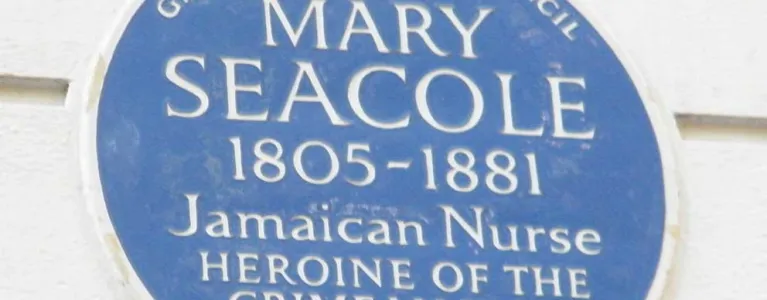 MARY
SEACOLE
1805-1881
Jamaican Nurse
HEROINE OF THE